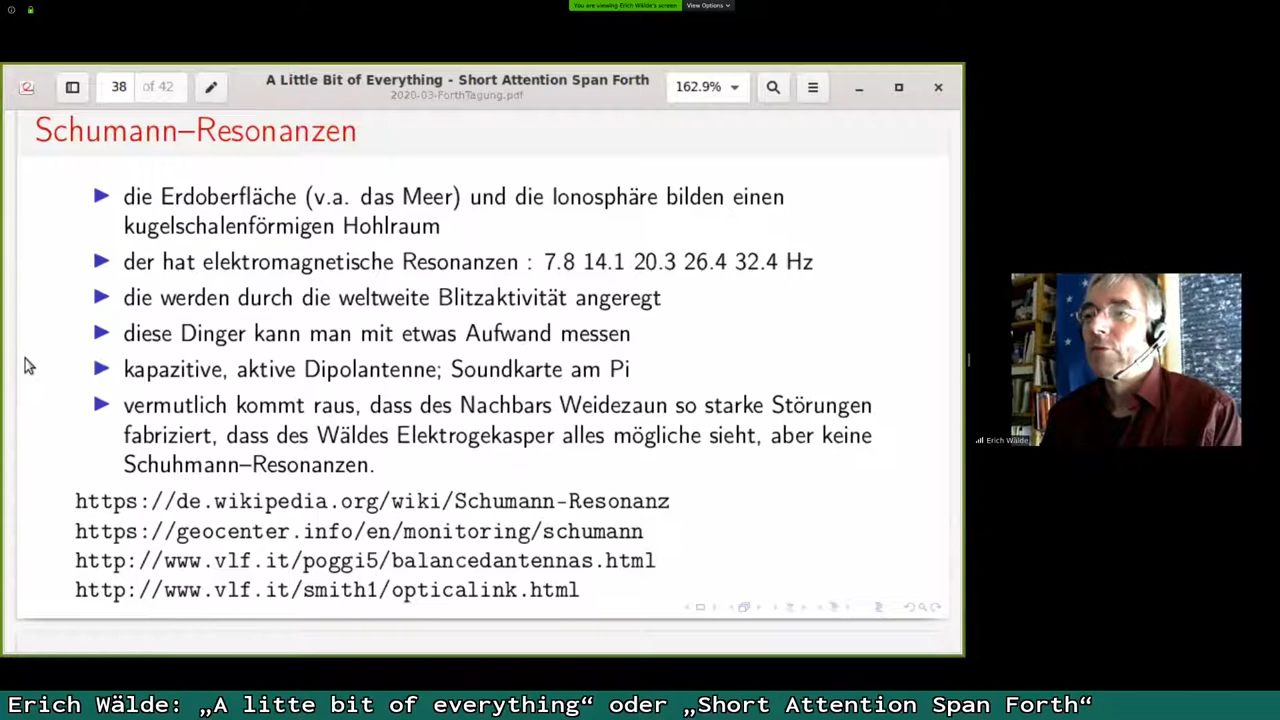 You are viewing Erich Wälde's screen
View Options
38 of 42
A Little Bit of Everything - Short Attention Span Forth
2020-03-ForthTagung.pdf
162.9%
Schumann–Resonanzen
die Erdoberfläche (v.a. das Meer) und die Ionosphäre bilden einen
kugelschalenförmigen Hohlraum
der hat elektromagnetische Resonanzen : 7.8 14.1 20.3 26.4 32.4 Hz
die werden durch die weltweite Blitzaktivität angeregt
diese Dinger kann man mit etwas Aufwand messen
kapazitive, aktive Dipolantenne; Soundkarte am Pi
vermutlich kommt raus, dass des Nachbars Weidezaun so starke Störungen
fabriziert, dass des Wäldes Elektrogekasper alles mögliche sieht, aber keine
Schuhmann–Resonanzen.
https://de.wikipedia.org/wiki/Schumann-Resonanz
https://geocenter.info/en/monitoring/schumann
http://www.vlf.it/poggi5/balancedantennas.html
http://www.vlf.it/smith1/opticalink.html
Erich Wälde
Erich Wälde: „A litte bit of everything“ oder „Short Attention Span Forth“